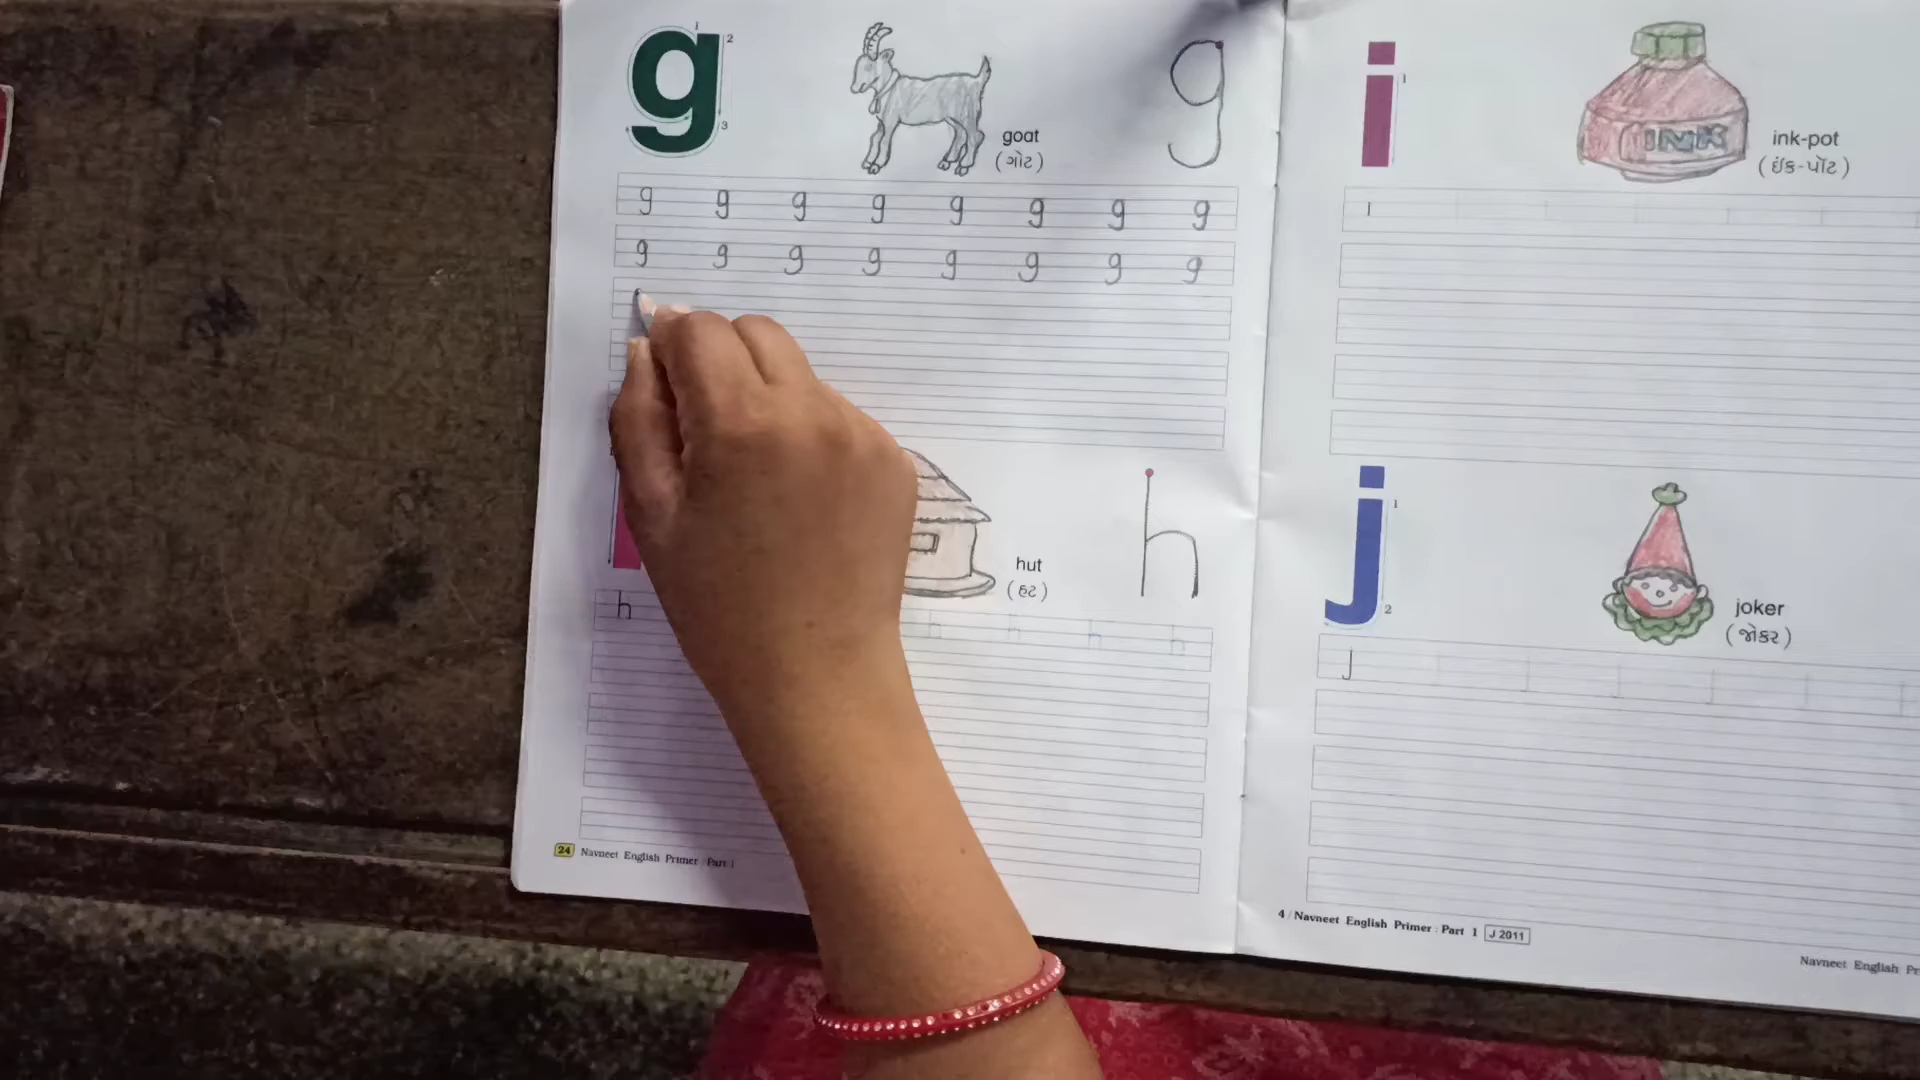 g
goat
(ગોટ)
g
g g g g g g g g
g g g g g g g g
hut
(હટ)
h
h h h h h
24 Navneet English Primer : Part 1
i
INK
ink-pot
(ઈંક-પૉટ)
ı
j
joker
(જોકર)
J
4 / Navneet English Primer : Part 1 J 2011
Navneet English